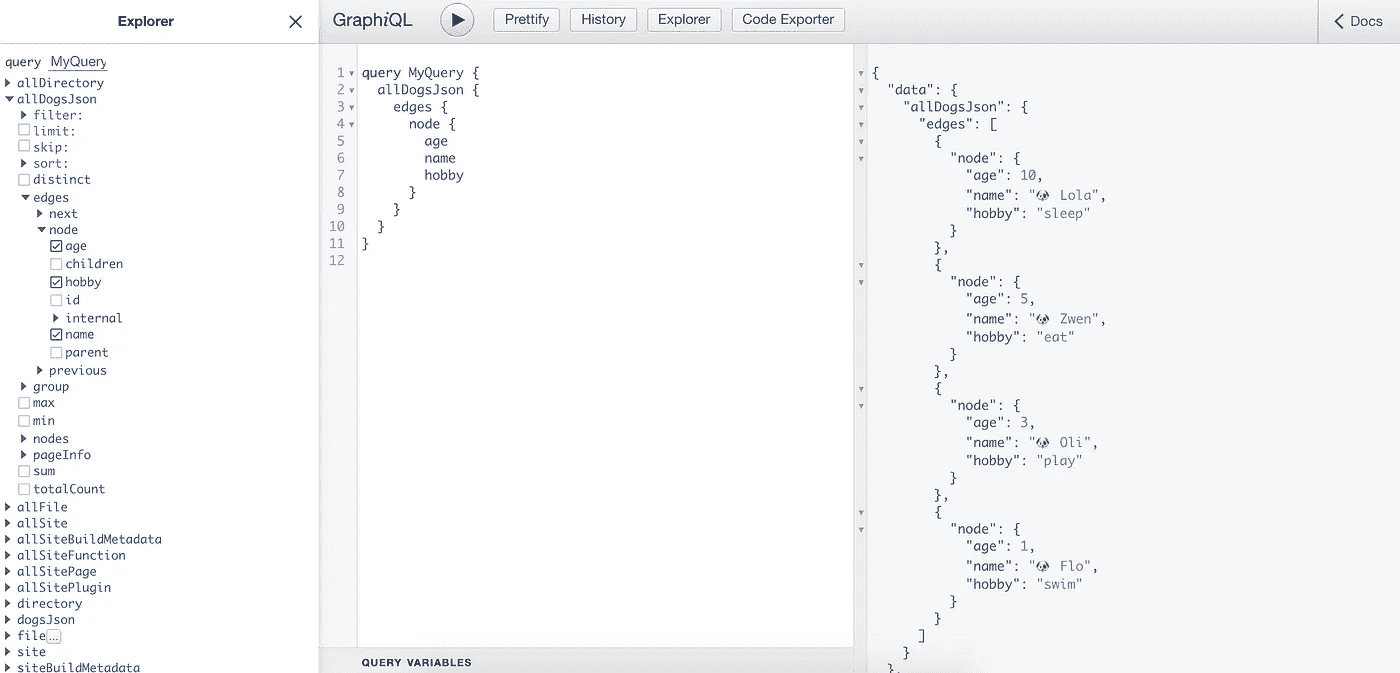 Explorer
query MyQuery
allDirectory
allDogsJson
filter:
limit:
skip:
sort:
distinct
edges
next
node
age
children
hobby
id
internal
name
parent
previous
group
max
min
nodes
pageInfo
sum
totalCount
allFile
allSite
allSiteBuildMetadata
allSiteFunction
allSitePage
allSitePlugin
directory
dogsJson
file...
site
siteBuildMetadata
GraphiQL
Prettify
History
Explorer
Code Exporter
Docs
1 query MyQuery {
2 allDogsJson {
3 edges {
4 node {
5 age
6 name
7 hobby
8 }
9 }
10 }
11 }
12
QUERY VARIABLES
{
"data": {
"allDogsJson": {
"edges": [
{
"node": {
"age": 10,
"name": "🐶 Lola",
"hobby": "sleep"
}
},
{
"node": {
"age": 5,
"name": "🐶 Zwen",
"hobby": "eat"
}
},
{
"node": {
"age": 3,
"name": "🐶 Oli",
"hobby": "play"
}
},
{
"node": {
"age": 1,
"name": "🐶 Flo",
"hobby": "swim"
}
}
]
}
},